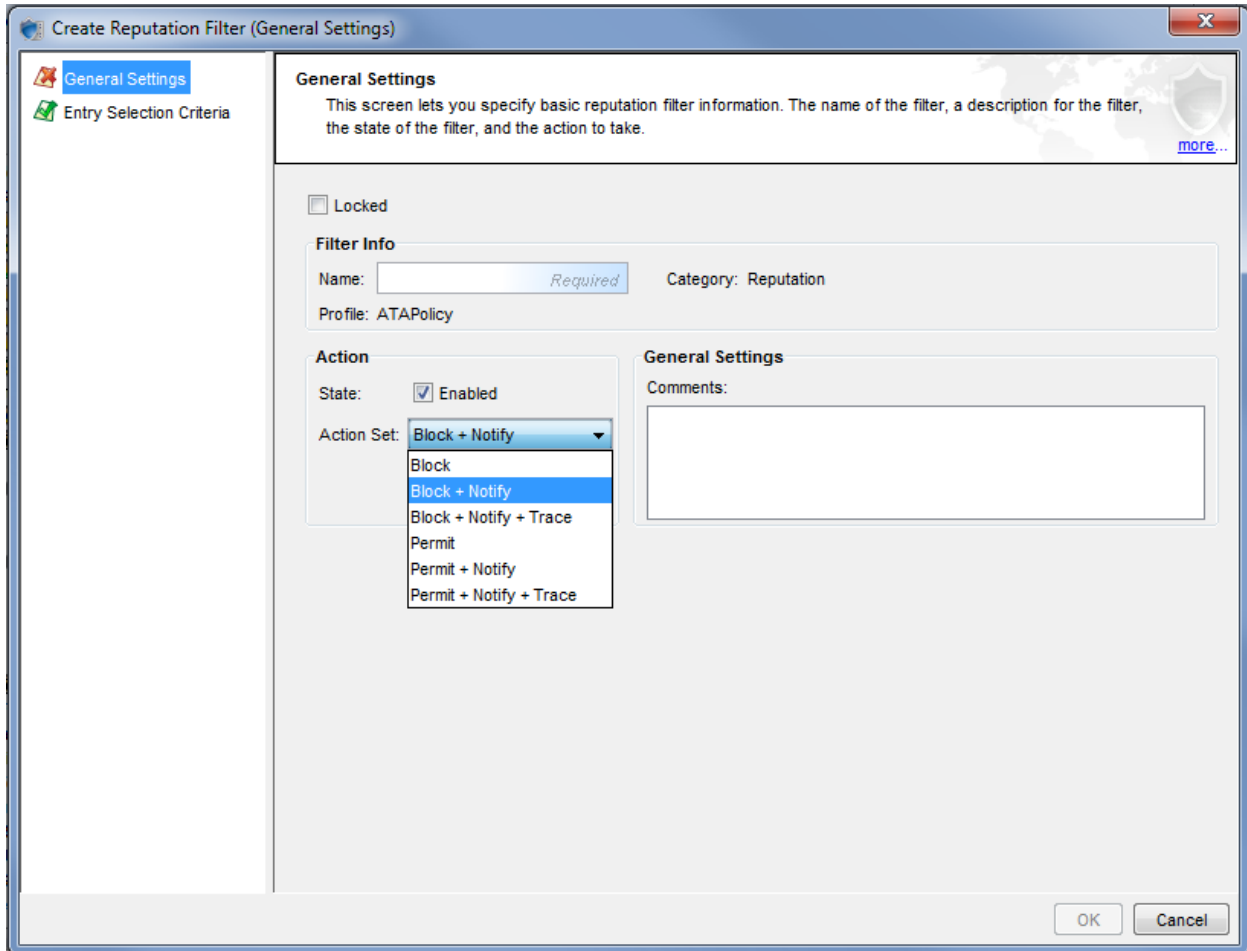 Create Reputation Filter (General Settings)
General Settings
Entry Selection Criteria
General Settings
This screen lets you specify basic reputation filter information. The name of the filter, a description for the filter,
the state of the filter, and the action to take.
more...
Locked
Filter Info
Name: Required Category: Reputation
Profile: ATAPolicy
Action
State: Enabled
Action Set: Block + Notify
Block
Block + Notify
Block + Notify + Trace
Permit
Permit + Notify
Permit + Notify + Trace
General Settings
Comments:
OK Cancel